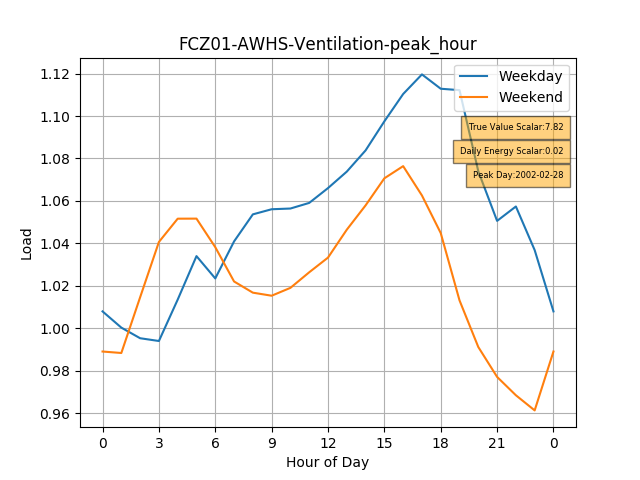 FCZ01-AWHS-Ventilation-peak_hour
Weekday
Weekend
True Value Scalar:7.82
Daily Energy Scalar:0.02
Peak Day:2002-02-28
Load
1.12
1.10
1.08
1.06
1.04
1.02
1.00
0.98
0.96
0 3 6 9 12 15 18 21 0
Hour of Day